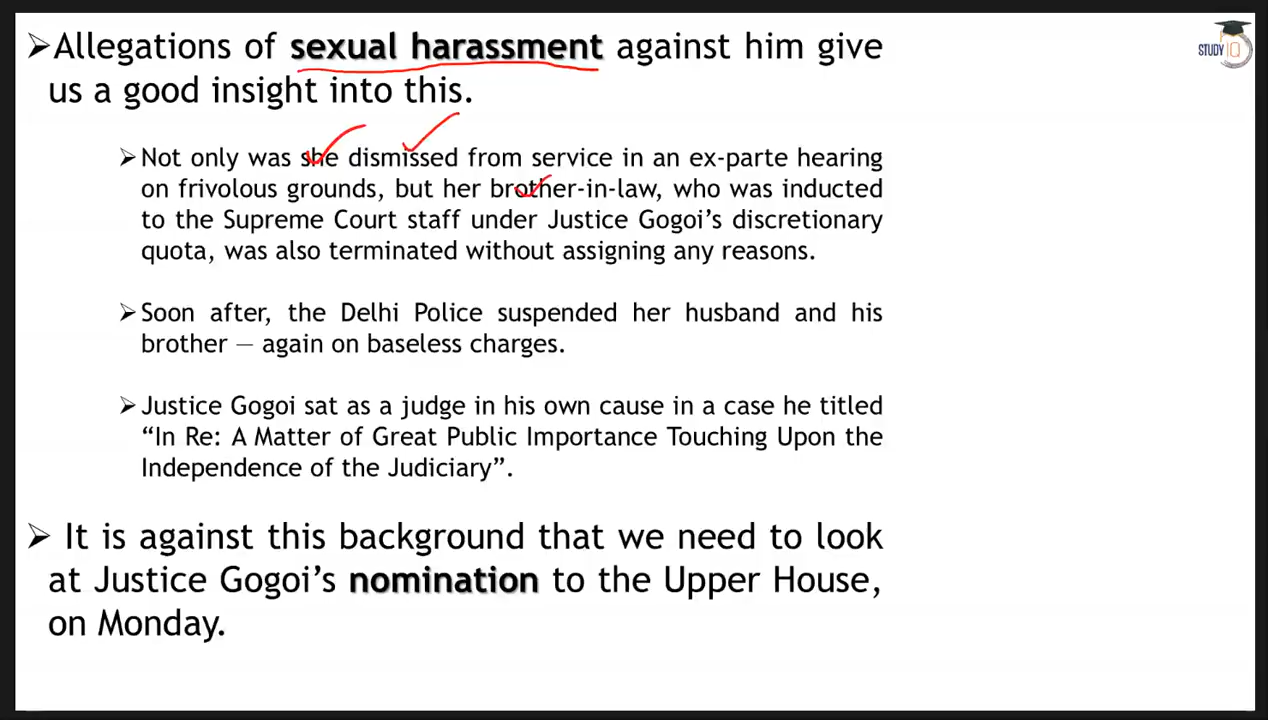 ➢Allegations of sexual harassment against him give
us a good insight into this.
➢Not only was she dismissed from service in an ex-parte hearing
on frivolous grounds, but her brother-in-law, who was inducted
to the Supreme Court staff under Justice Gogoi’s discretionary
quota, was also terminated without assigning any reasons.
➢Soon after, the Delhi Police suspended her husband and his
brother — again on baseless charges.
➢Justice Gogoi sat as a judge in his own cause in a case he titled
“In Re: A Matter of Great Public Importance Touching Upon the
Independence of the Judiciary”.
➢ It is against this background that we need to look
at Justice Gogoi’s nomination to the Upper House,
on Monday.
STUDY IQ